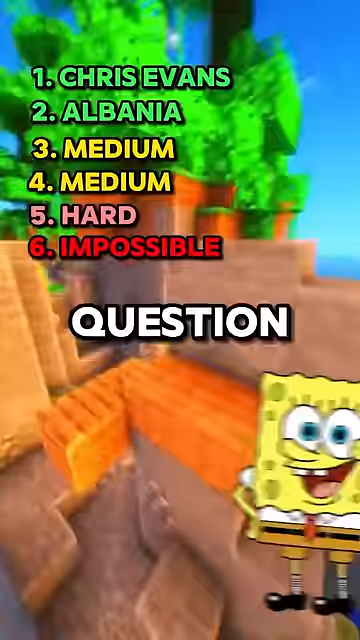 1. CHRIS EVANS
2. ALBANIA
3. MEDIUM
4. MEDIUM
5. HARD
6. IMPOSSIBLE
QUESTION